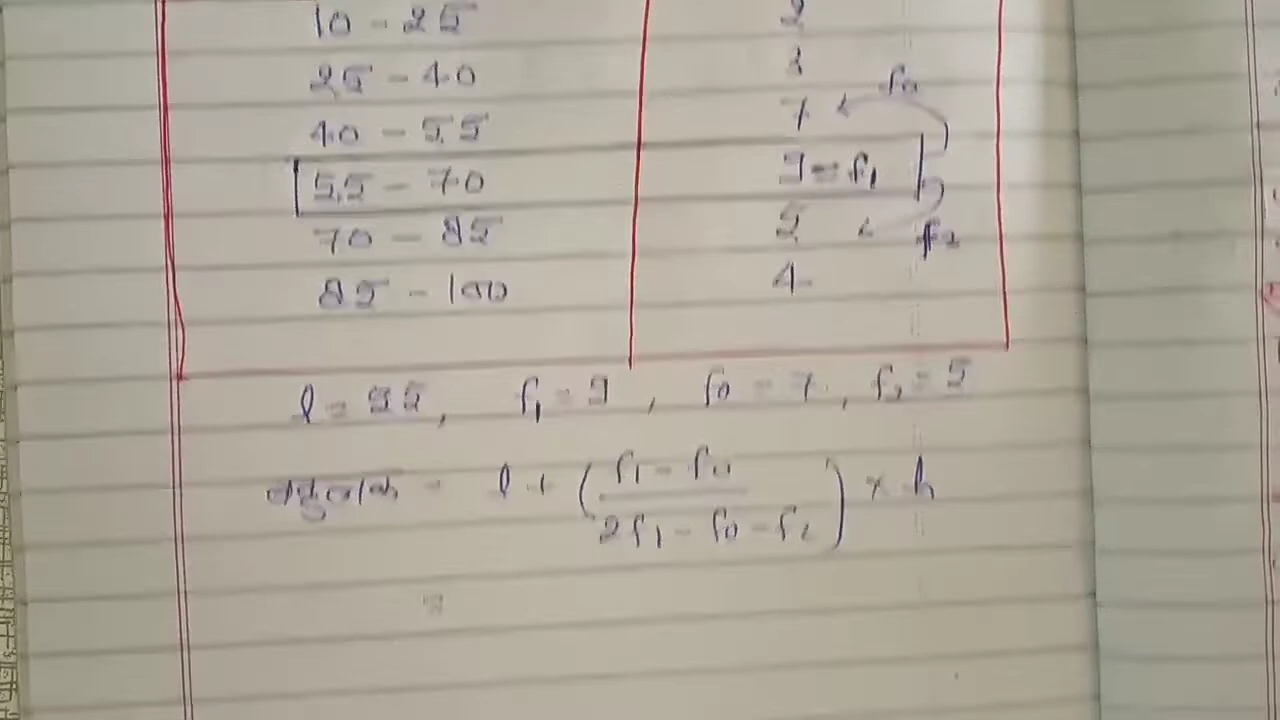 10 - 25 2
25 - 40 3
40 - 55 7 f0
55 - 70 9 = f1
70 - 85 5 f2
85 - 100 4
l = 55, f1 = 9, f0 = 7, f2 = 5
बहुलक = l + (f1 - f0 / 2f1 - f0 - f2) × h
=